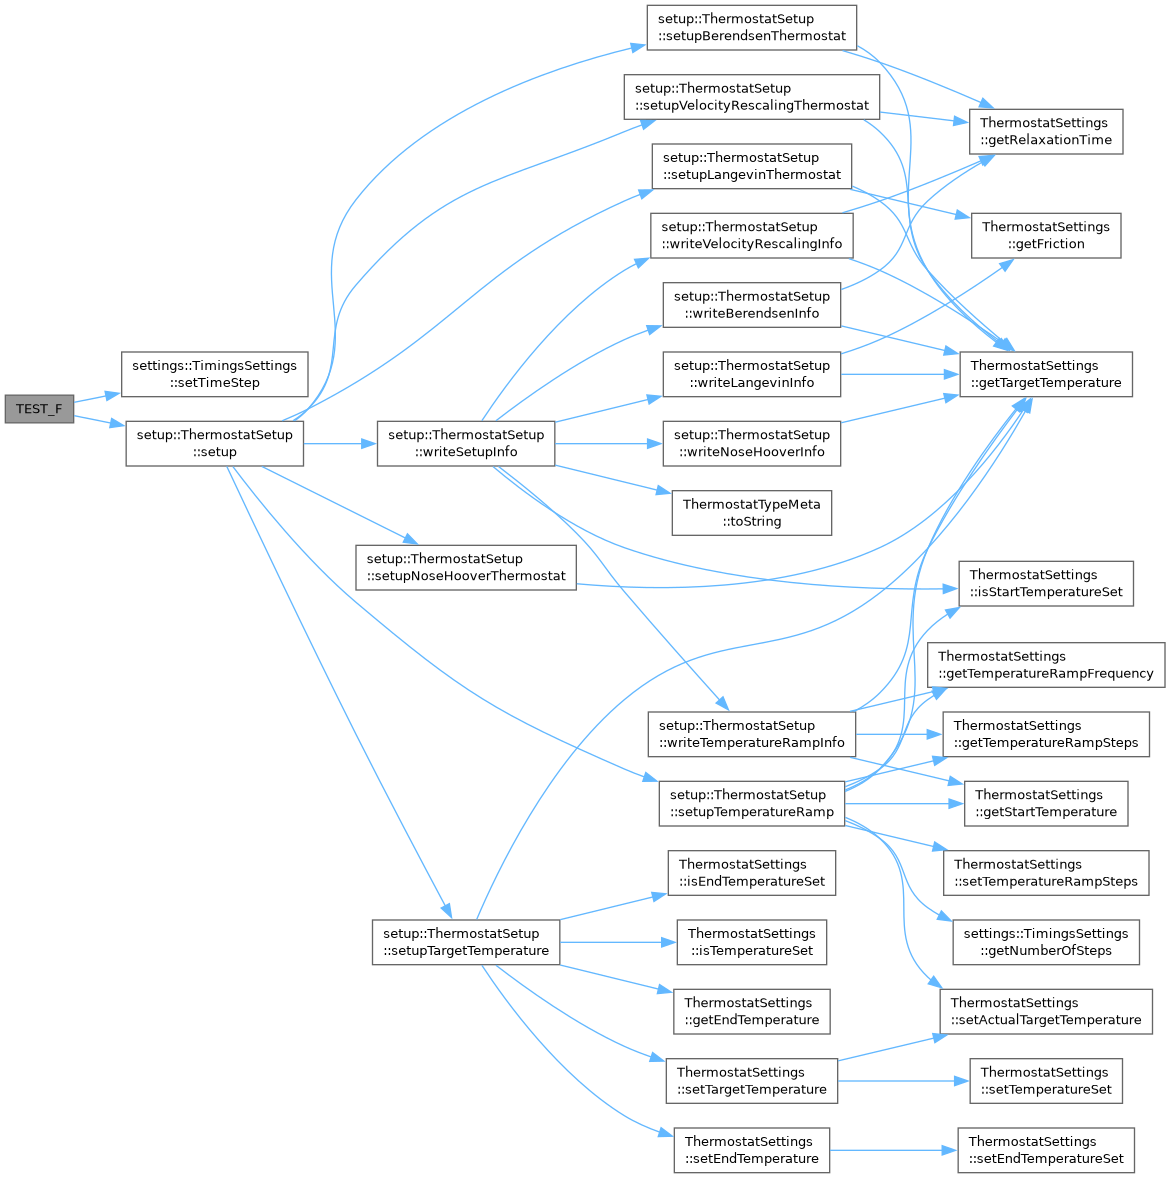 TEST_F
settings::TimingsSettings
::setTimeStep
setup::ThermostatSetup
::setup
setup::ThermostatSetup
::writeSetupInfo
setup::ThermostatSetup
::setupNoseHooverThermostat
setup::ThermostatSetup
::setupTargetTemperature
setup::ThermostatSetup
::setupBerendsenThermostat
setup::ThermostatSetup
::setupVelocityRescalingThermostat
setup::ThermostatSetup
::setupLangevinThermostat
setup::ThermostatSetup
::writeVelocityRescalingInfo
setup::ThermostatSetup
::writeBerendsenInfo
setup::ThermostatSetup
::writeLangevinInfo
setup::ThermostatSetup
::writeNoseHooverInfo
ThermostatTypeMeta
::toString
setup::ThermostatSetup
::writeTemperatureRampInfo
setup::ThermostatSetup
::setupTemperatureRamp
ThermostatSettings
::isEndTemperatureSet
ThermostatSettings
::isTemperatureSet
ThermostatSettings
::getEndTemperature
ThermostatSettings
::setTargetTemperature
ThermostatSettings
::setEndTemperature
ThermostatSettings
::getRelaxationTime
ThermostatSettings
::getFriction
ThermostatSettings
::getTargetTemperature
ThermostatSettings
::isStartTemperatureSet
ThermostatSettings
::getTemperatureRampFrequency
ThermostatSettings
::getTemperatureRampSteps
ThermostatSettings
::getStartTemperature
ThermostatSettings
::setTemperatureRampSteps
settings::TimingsSettings
::getNumberOfSteps
ThermostatSettings
::setActualTargetTemperature
ThermostatSettings
::setTemperatureSet
ThermostatSettings
::setEndTemperatureSet